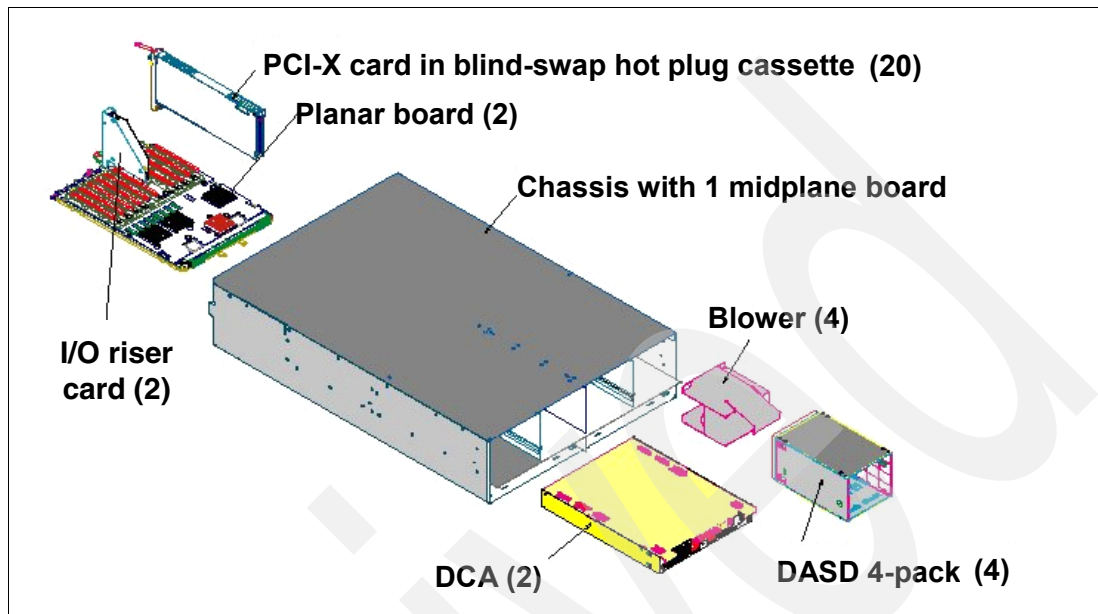 PCI-X card in blind-swap hot plug cassette (20)
Planar board (2)
Chassis with 1 midplane board
Blower (4)
I/O riser
card (2)
DCA (2)
DASD 4-pack (4)